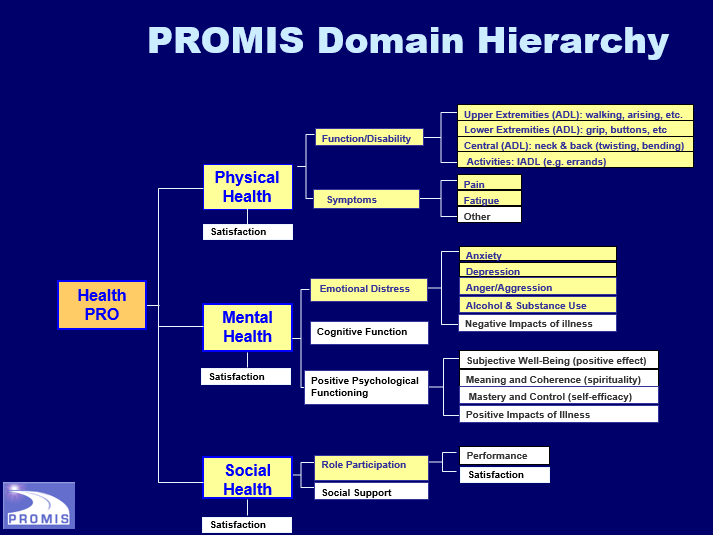 PROMIS Domain Hierarchy
Upper Extremities (ADL): walking, arising, etc.
Function/Disability
Lower Extremities (ADL): grip, buttons, etc
Central (ADL): neck & back (twisting, bending)
Activities: IADL (e.g. errands)
Physical
Health
Symptoms
Pain
Fatigue
Other
Satisfaction
Health
PRO
Anxiety
Depression
Emotional Distress
Anger/Aggression
Alcohol & Substance Use
Negative Impacts of illness
Mental
Health
Cognitive Function
Satisfaction
Positive Psychological
Functioning
Subjective Well-Being (positive effect)
Meaning and Coherence (spirituality)
Mastery and Control (self-efficacy)
Positive Impacts of Illness
Social
Health
Role Participation
Performance
Satisfaction
Social Support
Satisfaction
PROMIS